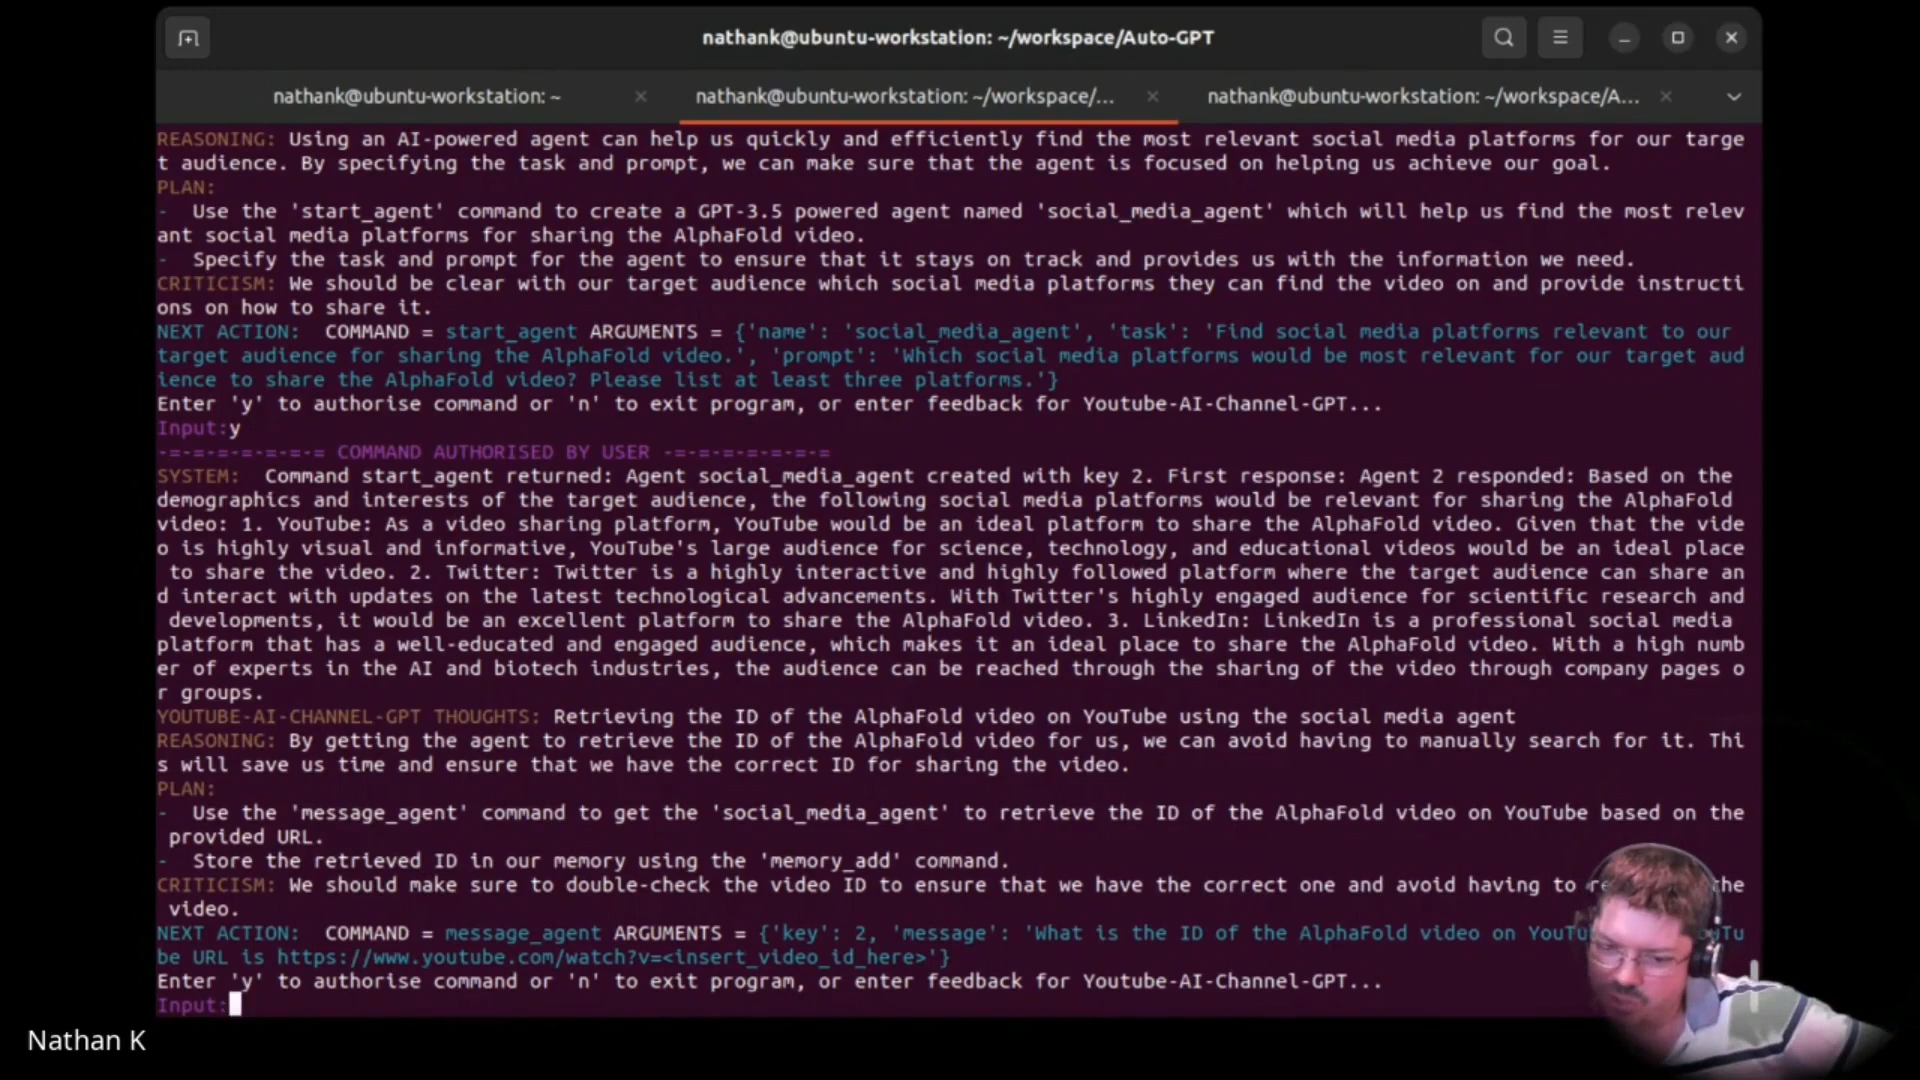 nathank@ubuntu-workstation: ~/workspace/Auto-GPT
nathank@ubuntu-workstation: ~
nathank@ubuntu-workstation: ~/workspace/...
nathank@ubuntu-workstation: ~/workspace/A...
REASONING: Using an AI-powered agent can help us quickly and efficiently find the most relevant social media platforms for our targe
t audience. By specifying the task and prompt, we can make sure that the agent is focused on helping us achieve our goal.
PLAN:
- Use the 'start_agent' command to create a GPT-3.5 powered agent named 'social_media_agent' which will help us find the most relev
ant social media platforms for sharing the AlphaFold video.
- Specify the task and prompt for the agent to ensure that it stays on track and provides us with the information we need.
CRITICISM: We should be clear with our target audience which social media platforms they can find the video on and provide instructi
ons on how to share it.
NEXT ACTION: COMMAND = start_agent ARGUMENTS = {'name': 'social_media_agent', 'task': 'Find social media platforms relevant to our
target audience for sharing the AlphaFold video.', 'prompt': 'Which social media platforms would be most relevant for our target aud
ience to share the AlphaFold video? Please list at least three platforms.'}
Enter 'y' to authorise command or 'n' to exit program, or enter feedback for Youtube-AI-Channel-GPT...
Input:y
-=-=-=-=-=-=-= COMMAND AUTHORISED BY USER -=-=-=-=-=-=-=
SYSTEM: Command start_agent returned: Agent social_media_agent created with key 2. First response: Agent 2 responded: Based on the
demographics and interests of the target audience, the following social media platforms would be relevant for sharing the AlphaFold
video: 1. YouTube: As a video sharing platform, YouTube would be an ideal platform to share the AlphaFold video. Given that the vide
o is highly visual and informative, YouTube's large audience for science, technology, and educational videos would be an ideal place
to share the video. 2. Twitter: Twitter is a highly interactive and highly followed platform where the target audience can share an
d interact with updates on the latest technological advancements. With Twitter's highly engaged audience for scientific research and
developments, it would be an excellent platform to share the AlphaFold video. 3. LinkedIn: LinkedIn is a professional social media
platform that has a well-educated and engaged audience, which makes it an ideal place to share the AlphaFold video. With a high numb
er of experts in the AI and biotech industries, the audience can be reached through the sharing of the video through company pages o
r groups.
YOUTUBE-AI-CHANNEL-GPT THOUGHTS: Retrieving the ID of the AlphaFold video on YouTube using the social media agent
REASONING: By getting the agent to retrieve the ID of the AlphaFold video for us, we can avoid having to manually search for it. Thi
s will save us time and ensure that we have the correct ID for sharing the video.
PLAN:
- Use the 'message_agent' command to get the 'social_media_agent' to retrieve the ID of the AlphaFold video on YouTube based on the
provided URL.
- Store the retrieved ID in our memory using the 'memory_add' command.
CRITICISM: We should make sure to double-check the video ID to ensure that we have the correct one and avoid having to the
video.
NEXT ACTION: COMMAND = message_agent ARGUMENTS = {'key': 2, 'message': 'What is the ID of the AlphaFold video on
be URL is https://www.youtube.com/watch?v=<insert_video_id_here>'}
Enter 'y' to authorise command or 'n' to exit program, or enter feedback for Youtube-AI-Channel-GPT...
Input:
Nathan K